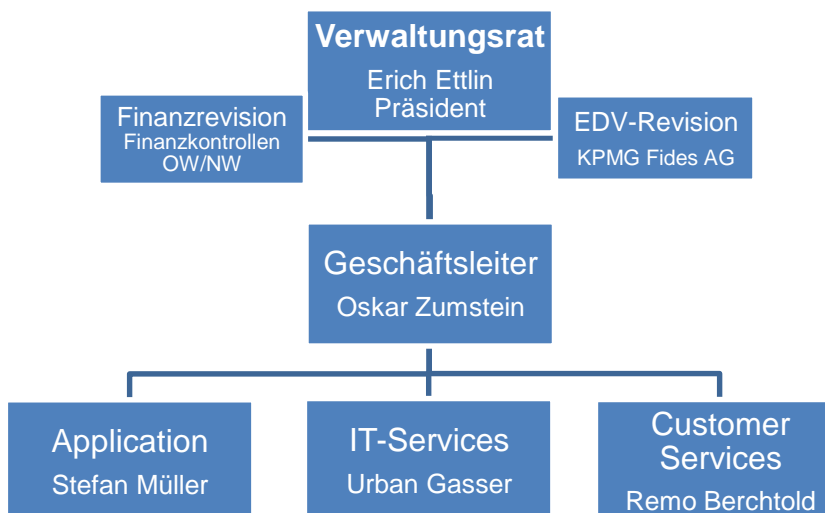 Verwaltungsrat
Erich Ettlin
Präsident
Finanzrevision
Finanzkontrollen
OW/NW
EDV-Revision
KPMG Fides AG
Geschäftsleiter
Oskar Zumstein
Application
Stefan Müller
IT-Services
Urban Gasser
Customer
Services
Remo Berchtold